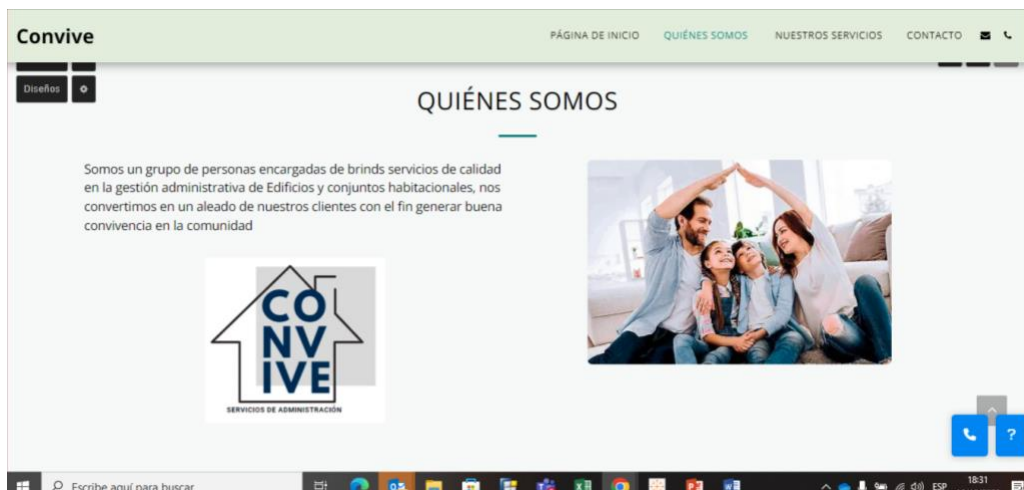 Convive
PÁGINA DE INICIO QUIÉNES SOMOS NUESTROS SERVICIOS CONTACTO
Diseños
QUIÉNES SOMOS
Somos un grupo de personas encargadas de brinds servicios de calidad
en la gestión administrativa de Edificios y conjuntos habitacionales, nos
convertimos en un aleado de nuestros clientes con el fin generar buena
convivencia en la comunidad
CO
NV
IVE
SERVICIOS DE ADMINISTRACIÓN
?
Escribe aquí para buscar
ESP
18:31